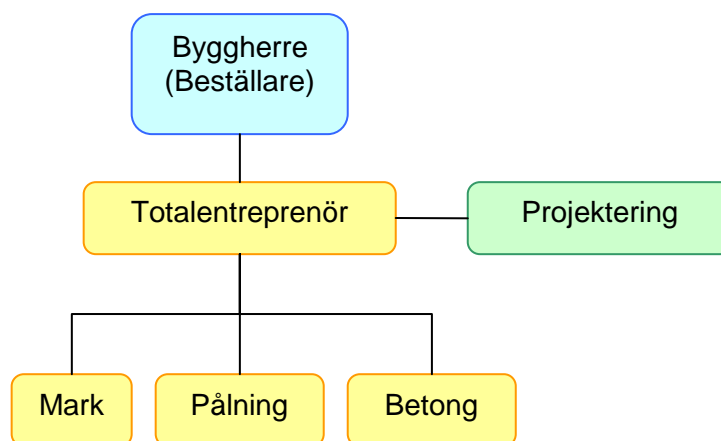 Byggherre
(Beställare)
Totalentreprenör
Projektering
Mark
Pålning
Betong